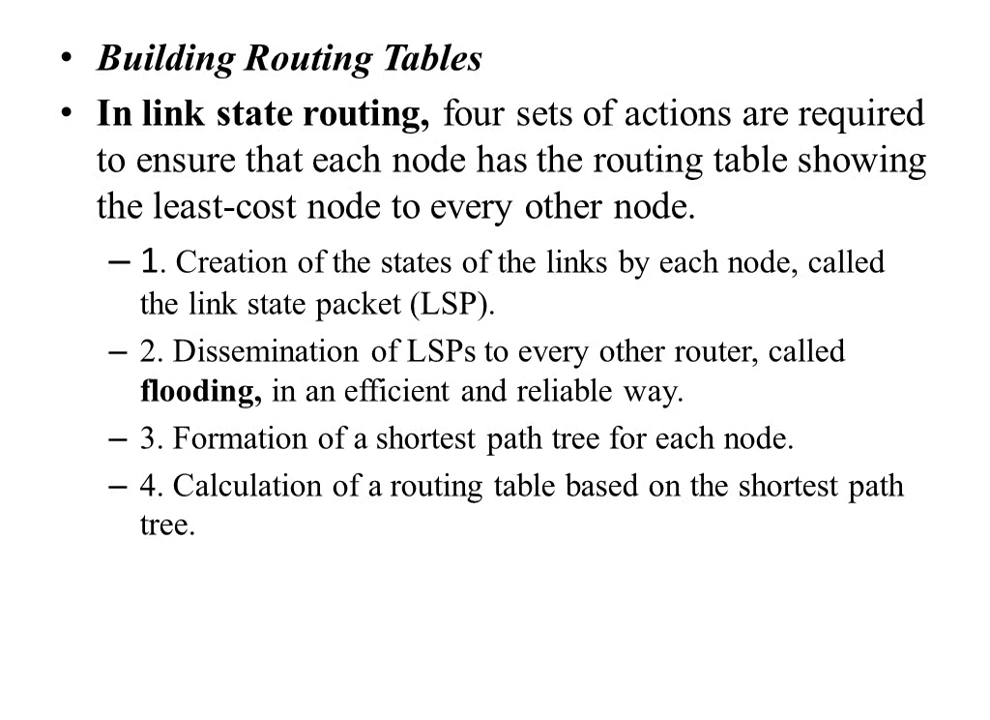 • Building Routing Tables
• In link state routing, four sets of actions are required
to ensure that each node has the routing table showing
the least-cost node to every other node.
– 1. Creation of the states of the links by each node, called
the link state packet (LSP).
– 2. Dissemination of LSPs to every other router, called
flooding, in an efficient and reliable way.
– 3. Formation of a shortest path tree for each node.
– 4. Calculation of a routing table based on the shortest path
tree.